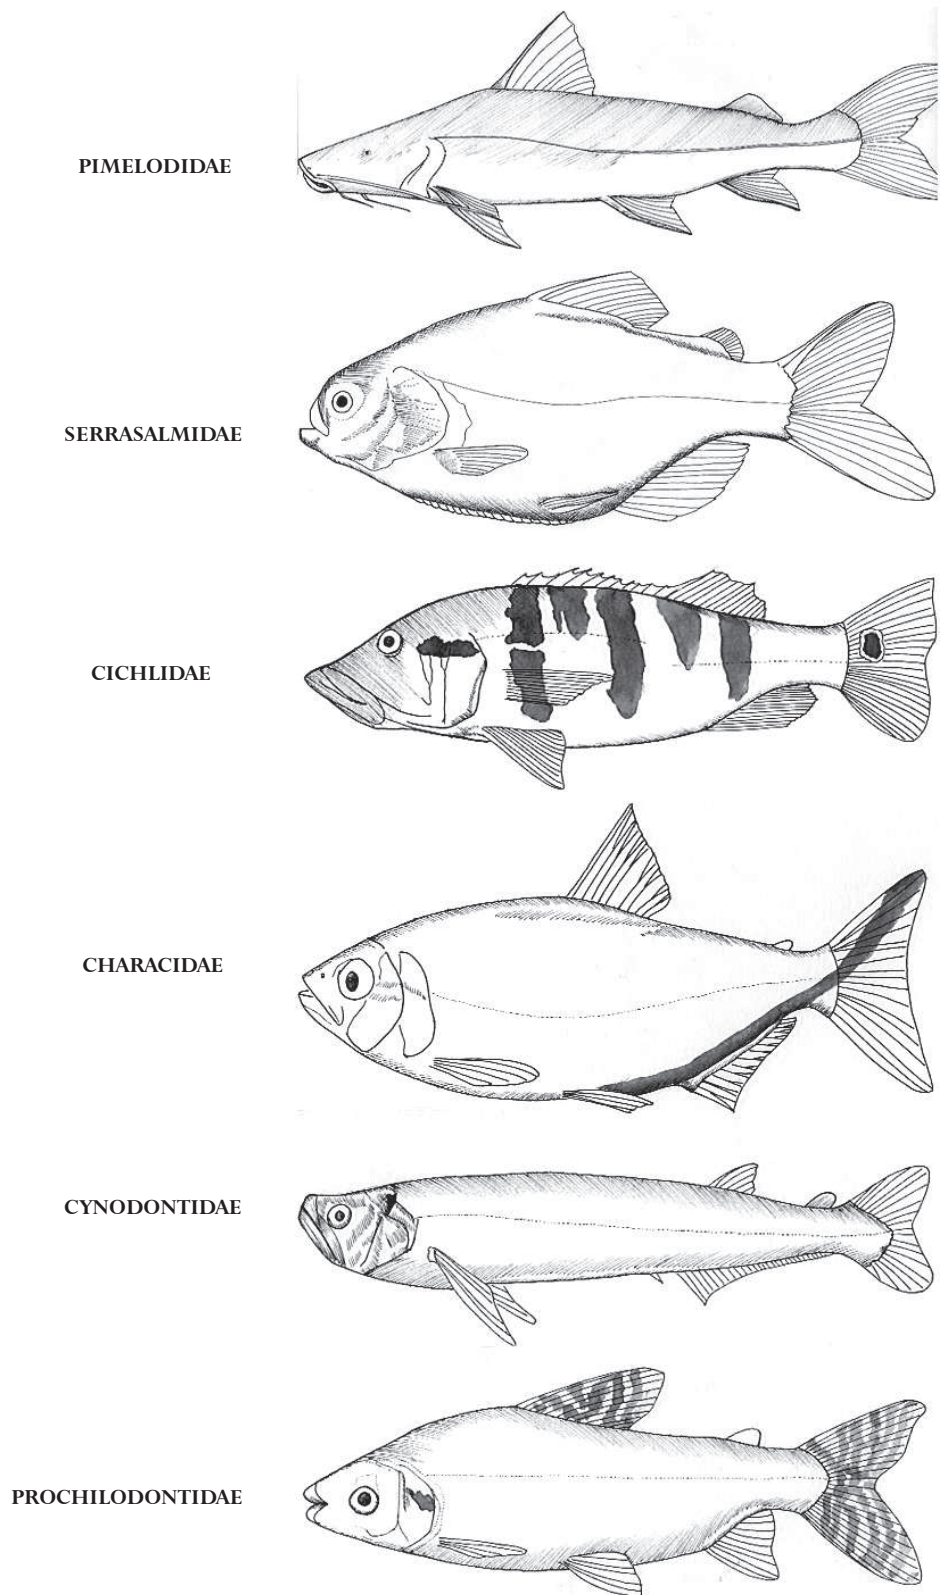 PIMELODIDAE
SERRASALMIDAE
CICHLIDAE
CHARACIDAE
CYNODONTIDAE
PROCHILODONTIDAE